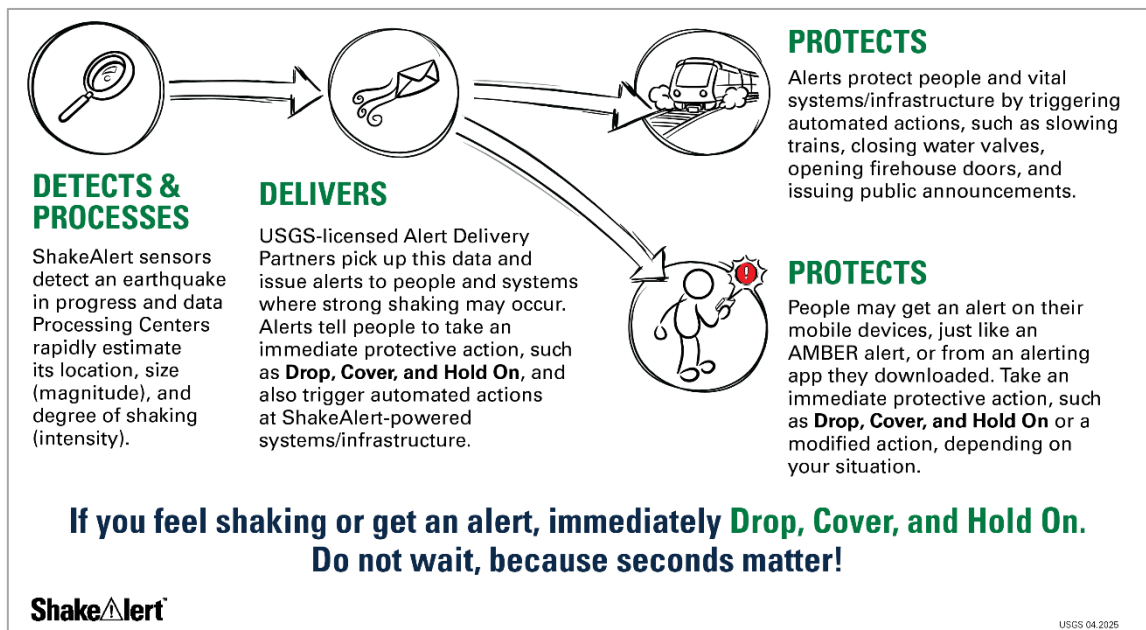 DETECTS &
PROCESSES
ShakeAlert sensors
detect an earthquake
in progress and data
Processing Centers
rapidly estimate
its location, size
(magnitude), and
degree of shaking
(intensity).
DELIVERS
USGS-licensed Alert Delivery
Partners pick up this data and
issue alerts to people and systems
where strong shaking may occur.
Alerts tell people to take an
immediate protective action, such
as Drop, Cover, and Hold On, and
also trigger automated actions
at ShakeAlert-powered
systems/infrastructure.
PROTECTS
Alerts protect people and vital
systems/infrastructure by triggering
automated actions, such as slowing
trains, closing water valves,
opening firehouse doors, and
issuing public announcements.
PROTECTS
People may get an alert on their
mobile devices, just like an
AMBER alert, or from an alerting
app they downloaded. Take an
immediate protective action, such
as Drop, Cover, and Hold On or a
modified action, depending on
your situation.
If you feel shaking or get an alert, immediately Drop, Cover, and Hold On.
Do not wait, because seconds matter!
ShakeAlert™
USGS 04.2025